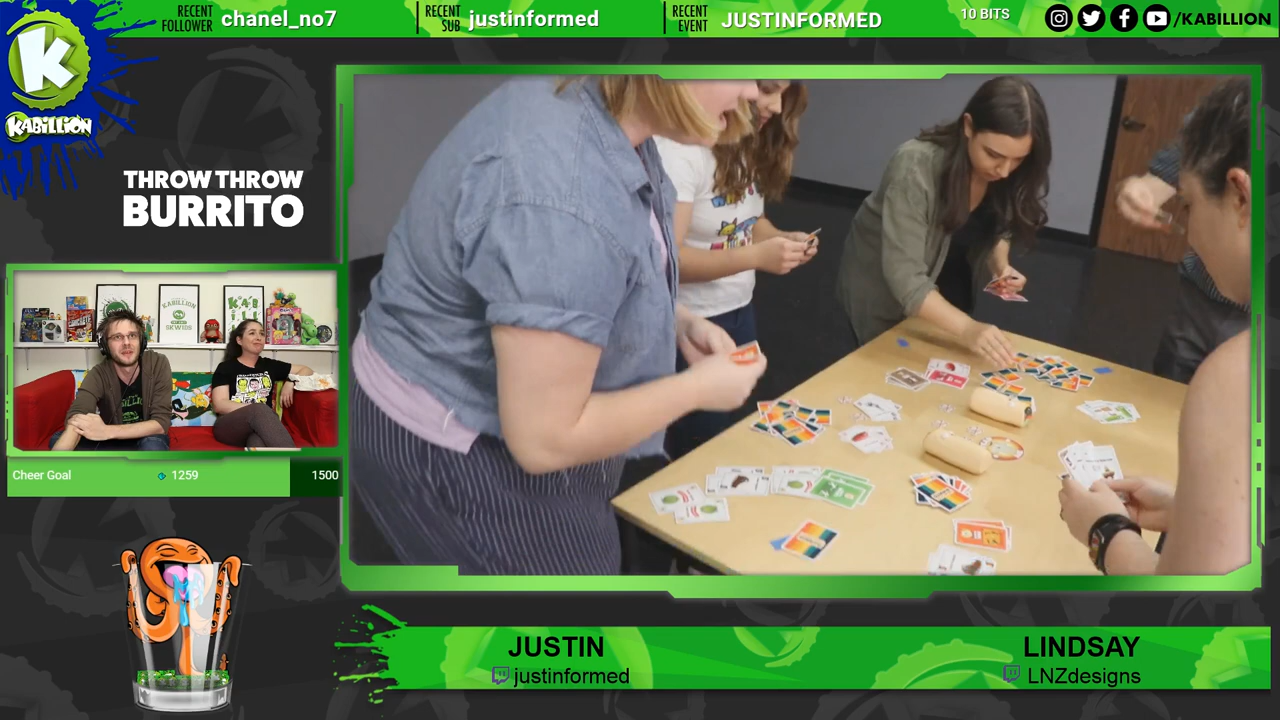 RECENT
FOLLOWER
chanel_no7
RECENT
SUB
justinformed
RECENT
EVENT
JUSTINFORMED
10 BITS
/KABILLION
K
KABILLION
THROW THROW
BURRITO
Cheer Goal
1259
1500
JUSTIN
justinformed
LINDSAY
LNZdesigns